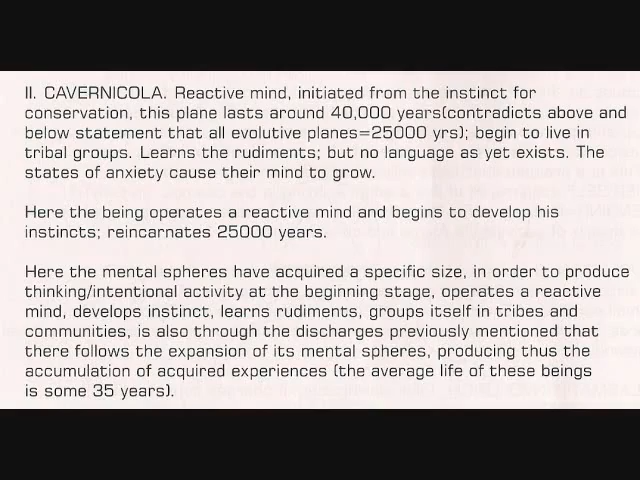 II. CAVERNICOLA. Reactive mind, initiated from the instinct for
conservation, this plane lasts around 40,000 years(contradicts above and
below statement that all evolutive planes=25000 yrs); begin to live in
tribal groups. Learns the rudiments; but no language as yet exists. The
states of anxiety cause their mind to grow.
Here the being operates a reactive mind and begins to develop his
instincts; reincarnates 25000 years.
Here the mental spheres have acquired a specific size, in order to produce
thinking/intentional activity at the beginning stage, operates a reactive
mind, develops instinct, learns rudiments, groups itself in tribes and
communities, is also through the discharges previously mentioned that
there follows the expansion of its mental spheres, producing thus the
accumulation of acquired experiences (the average life of these beings
is some 35 years).